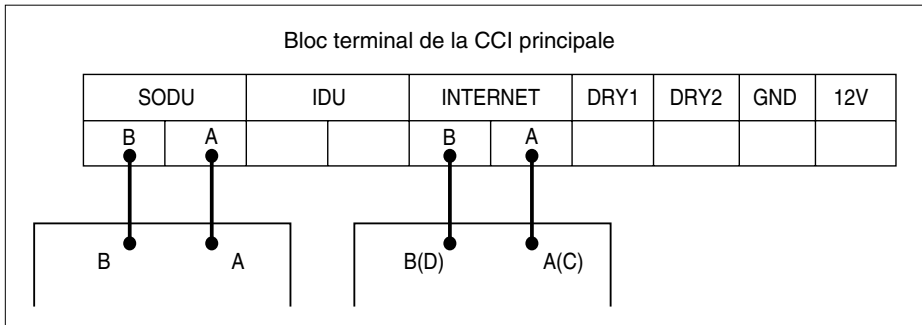 Bloc terminal de la CCI principale
SODU IDU INTERNET DRY1 DRY2 GND 12V
B A B A
B A B(D) A(C)